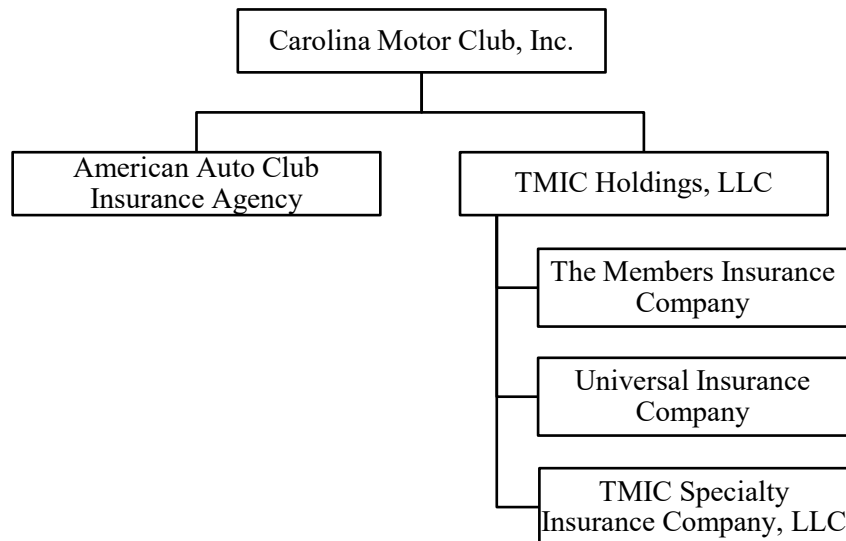 Carolina Motor Club, Inc.
American Auto Club
Insurance Agency
TMIC Holdings, LLC
The Members Insurance
Company
Universal Insurance
Company
TMIC Specialty
Insurance Company, LLC